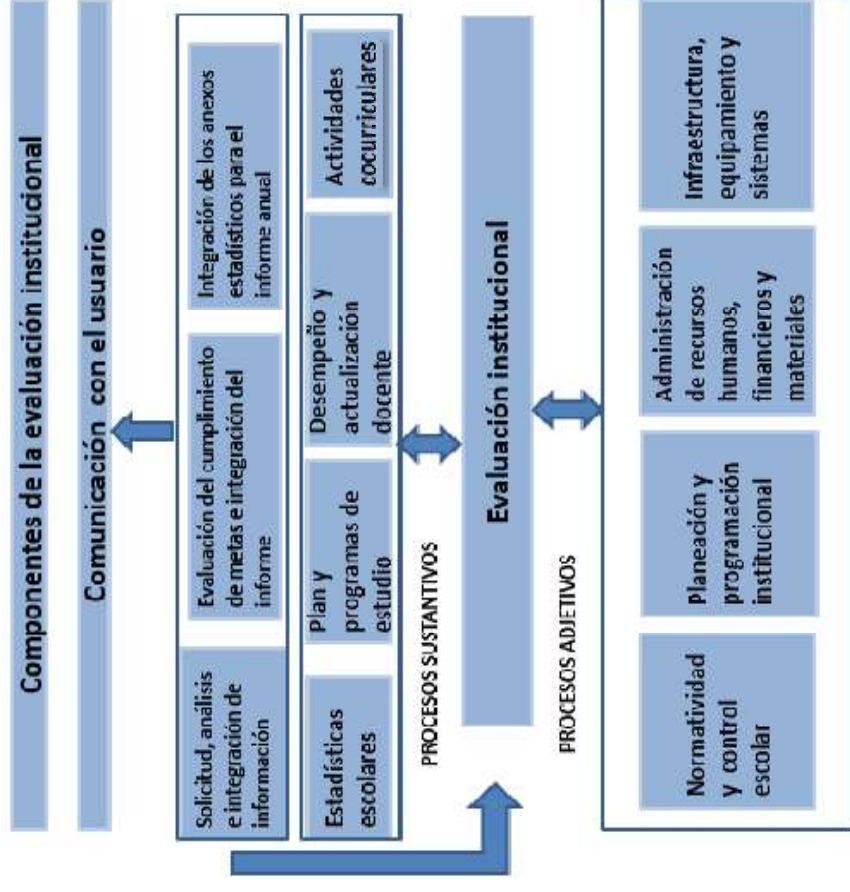 Componentes de la evaluación institucional
Comunicación con el usuario
Solicitud, análisis
e integración de
información
Evaluación del cumplimiento
de metas e integración del
informe
Integración de los anexos
estadísticos para el
informe anual
Estadísticas
escolares
Plan y
programas de
estudio
Desempeño y
actualización
docente
Actividades
cocurriculares
PROCESOS SUSTANTIVOS
Evaluación institucional
PROCESOS ADJETIVOS
Normatividad
y control
escolar
Planeación y
programación
institucional
Administración
de recursos
humanos,
financieros y
materiales
Infraestructura,
equipamiento y
sistemas